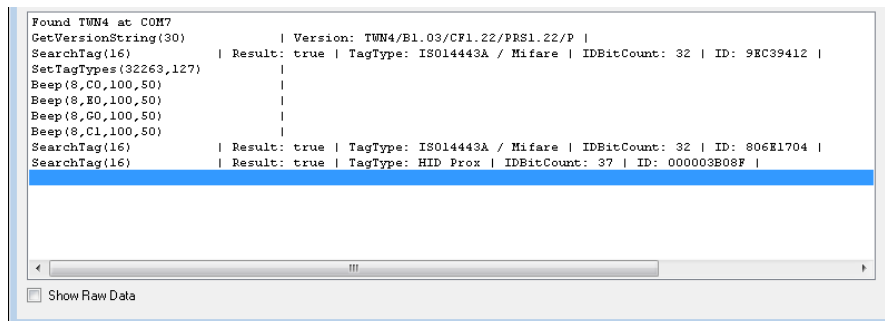 Found TWN4 at COM7
GetVersionString(30) | Version: TWN4/B1.03/CF1.22/PRS1.22/P |
SearchTag(16) | Result: true | TagType: ISO14443A / Mifare | IDBitCount: 32 | ID: 9EC39412 |
SetTagTypes(32263,127) |
Beep(8,C0,100,50) |
Beep(8,E0,100,50) |
Beep(8,G0,100,50) |
Beep(8,C1,100,50) |
SearchTag(16) | Result: true | TagType: ISO14443A / Mifare | IDBitCount: 32 | ID: 806E1704 |
SearchTag(16) | Result: true | TagType: HID Prox | IDBitCount: 37 | ID: 000003B08F |
Show Raw Data